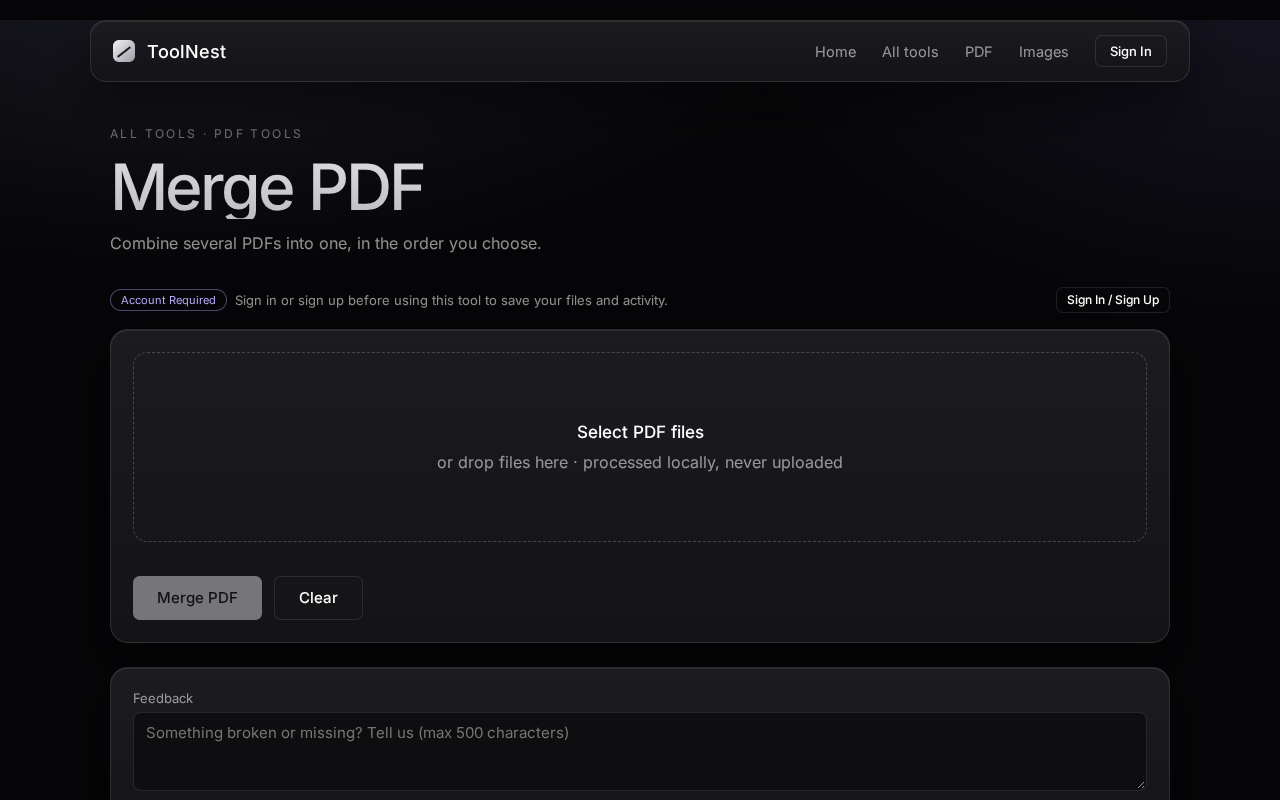 ToolNest
Home
All tools
PDF
Images
Sign In
ALL TOOLS · PDF TOOLS
Merge PDF
Combine several PDFs into one, in the order you choose.
Account Required
Sign in or sign up before using this tool to save your files and activity.
Sign In / Sign Up
Select PDF files
or drop files here · processed locally, never uploaded
Merge PDF
Clear
Feedback
Something broken or missing? Tell us (max 500 characters)